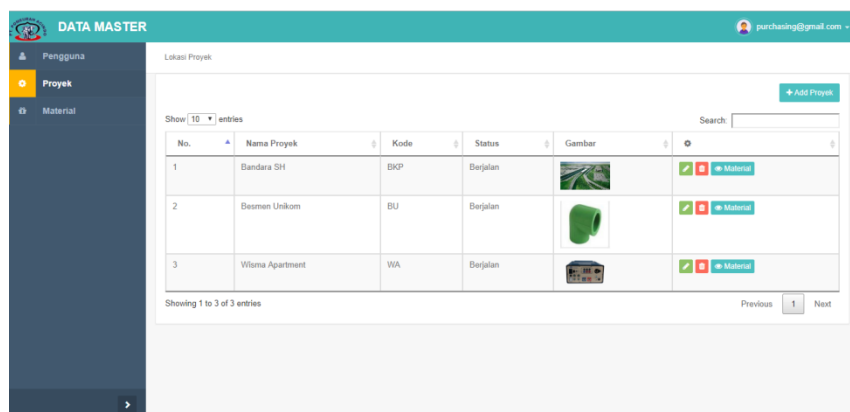 DATA MASTER
purchasing@gmail.com
Pengguna
Lokasi Proyek
Proyek
+ Add Proyek
Material
Show 10 entries
Search:
No. Nama Proyek Kode Status Gambar
1 Bandara SH BKP Berjalan Material
2 Besmen Unikom BU Berjalan Material
3 Wisma Apartment WA Berjalan Material
Showing 1 to 3 of 3 entries
Previous 1 Next